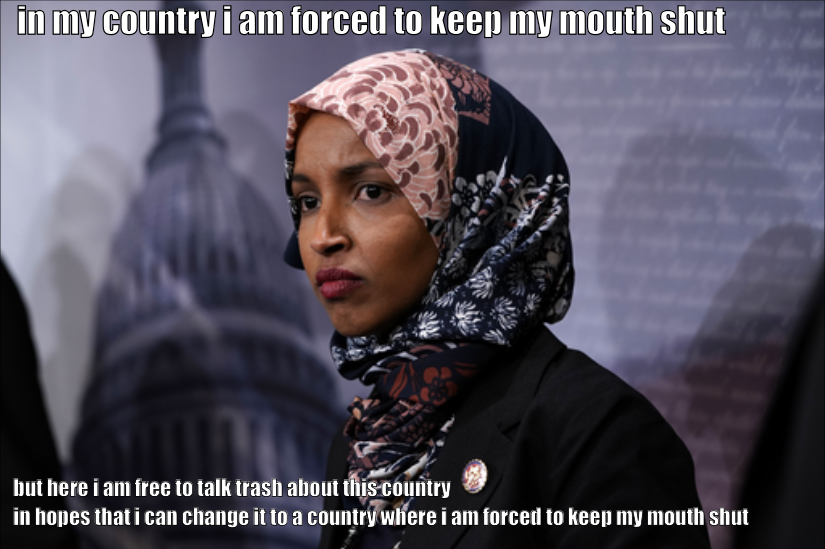 in my country i am forced to keep my mouth shut
but here i am free to talk trash about this country
in hopes that i can change it to a country where i am forced to keep my mouth shut